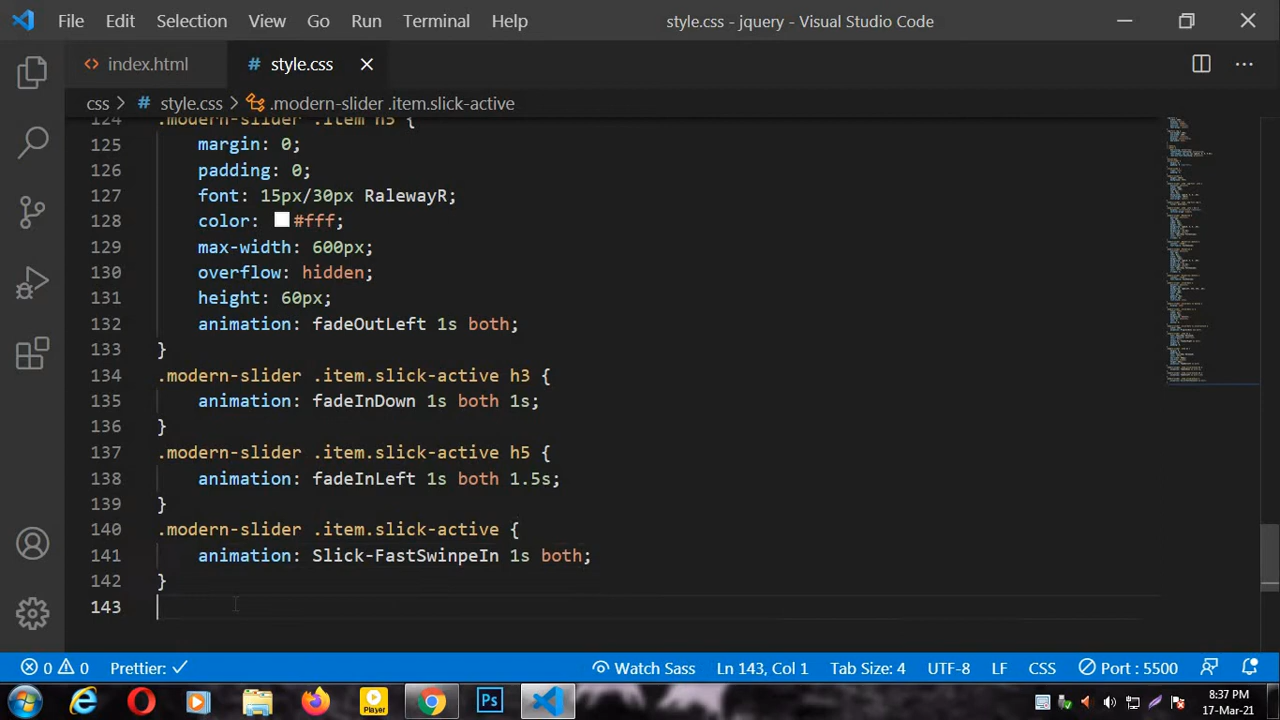 File Edit Selection View Go Run Terminal Help style.css - jquery - Visual Studio Code
<> index.html # style.css
css > # style.css > .modern-slider .item.slick-active
124 .modern-slider .item h5 {
125 margin: 0;
126 padding: 0;
127 font: 15px/30px RalewayR;
128 color: #fff;
129 max-width: 600px;
130 overflow: hidden;
131 height: 60px;
132 animation: fadeOutLeft 1s both;
133 }
134 .modern-slider .item.slick-active h3 {
135 animation: fadeInDown 1s both 1s;
136 }
137 .modern-slider .item.slick-active h5 {
138 animation: fadeInLeft 1s both 1.5s;
139 }
140 .modern-slider .item.slick-active {
141 animation: Slick-FastSwinpeIn 1s both;
142 }
143
0 0 Prettier: Watch Sass Ln 143, Col 1 Tab Size: 4 UTF-8 LF CSS Port : 5500
Player Ps 8:37 PM
17-Mar-21